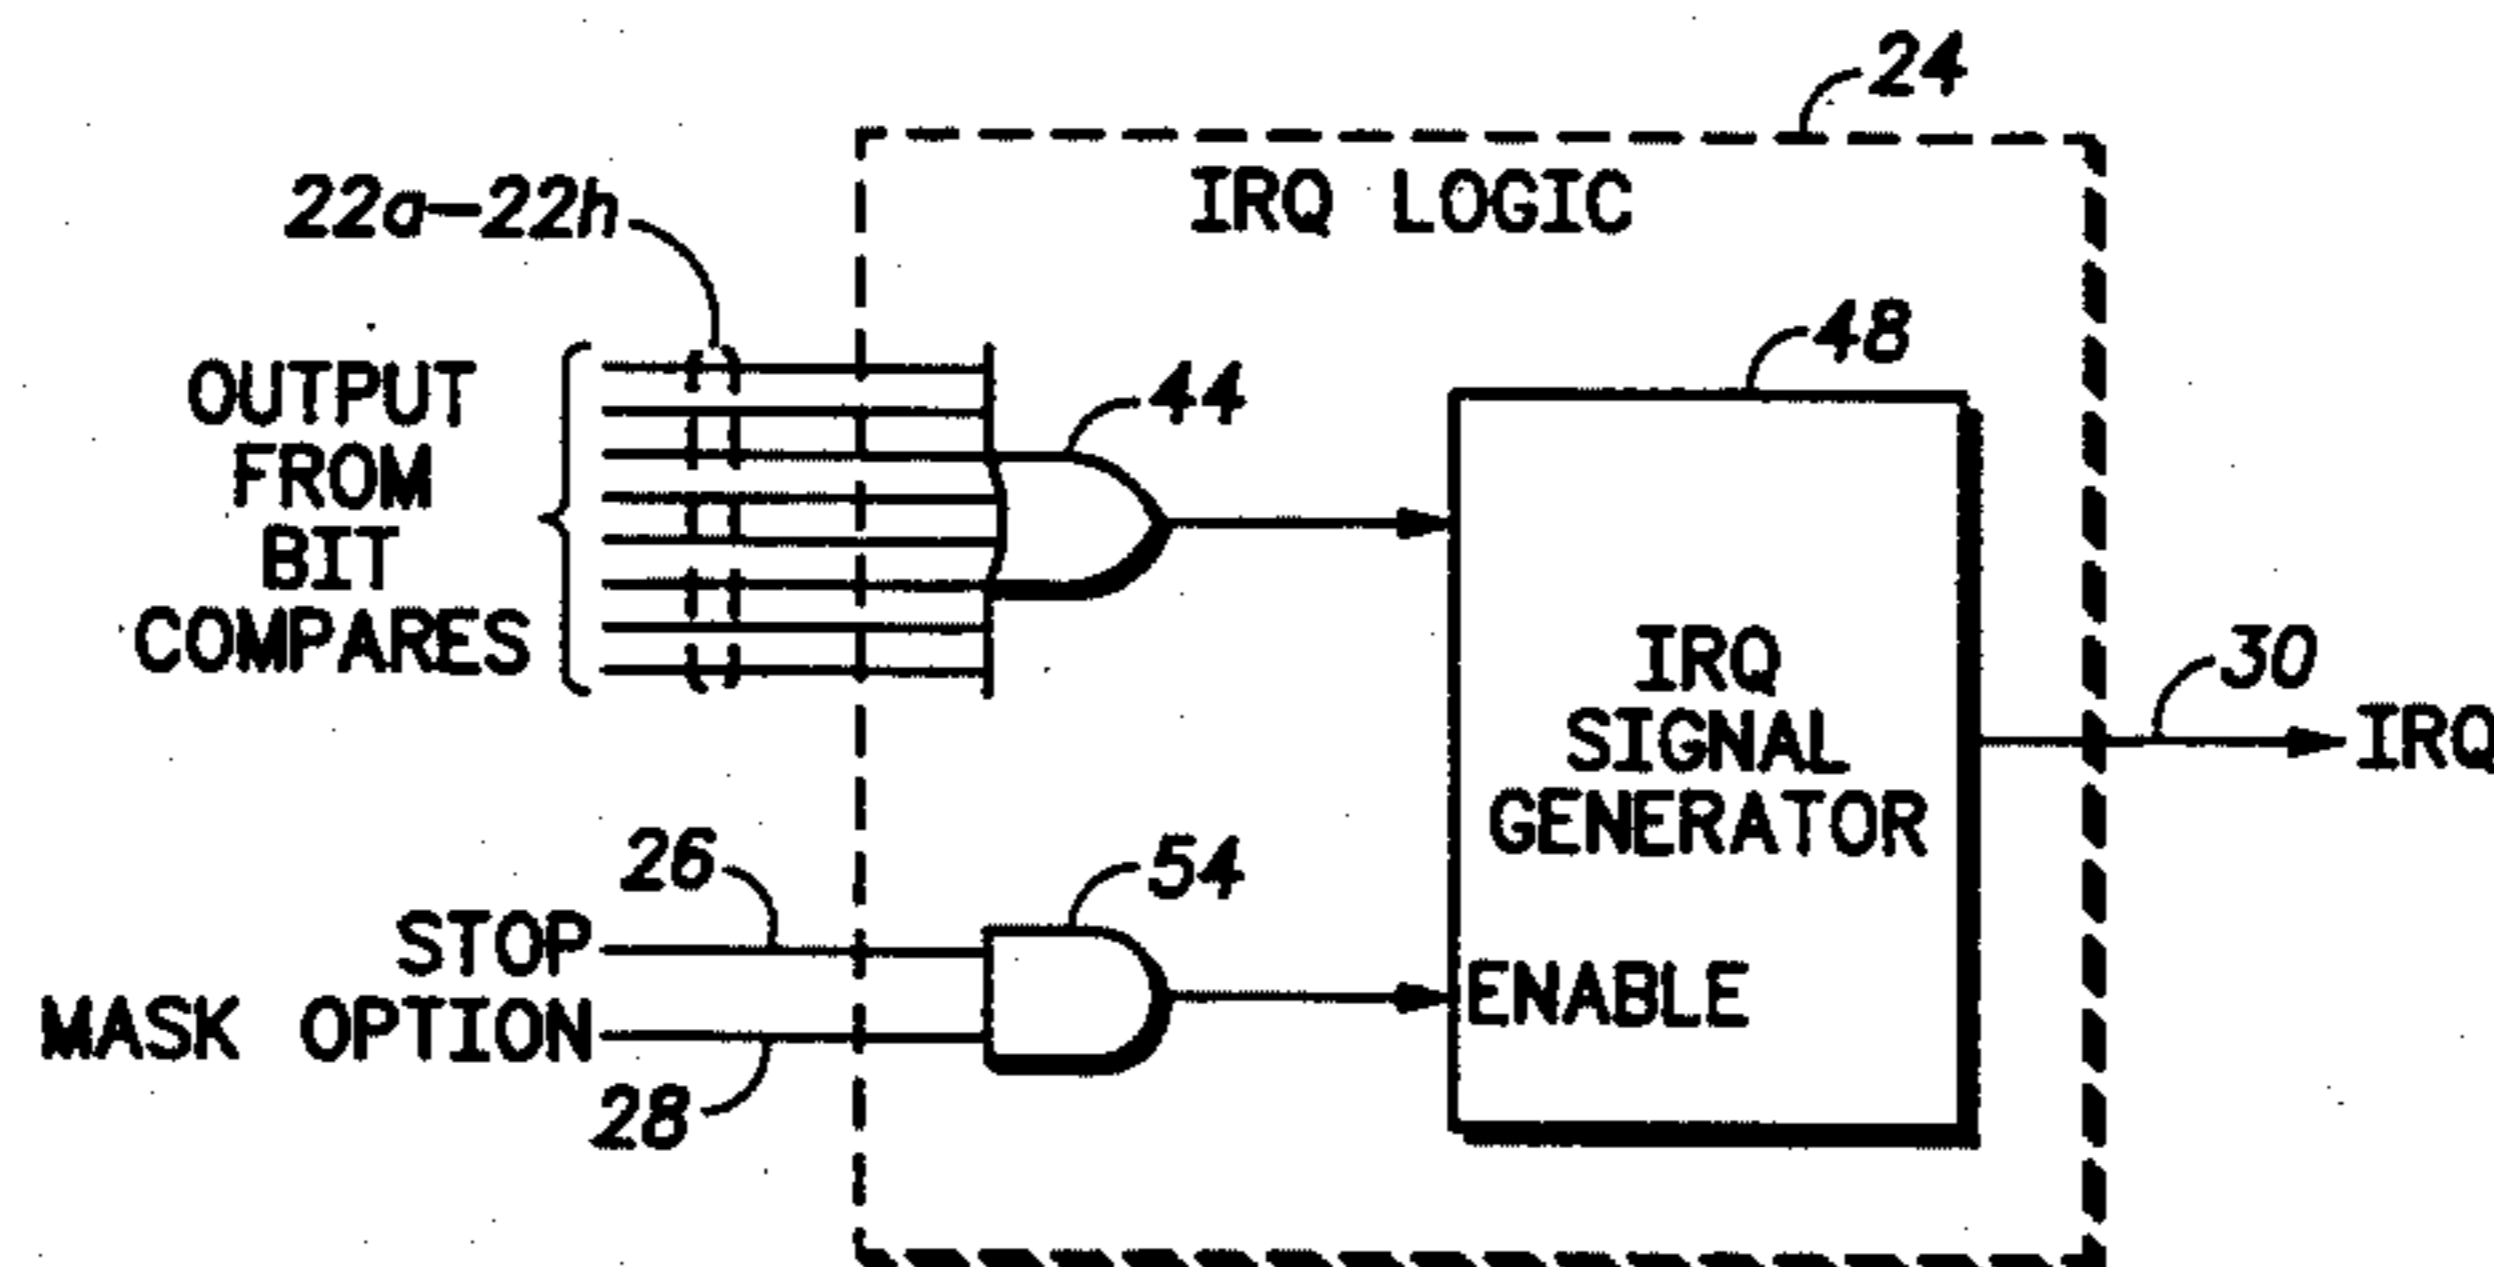 24
IRQ LOGIC
22a-22h
48
OUTPUT
FROM
BIT
COMPARES
44
IRQ
SIGNAL
GENERATOR
30
IRQ
26
54
STOP
MASK OPTION
ENABLE
28